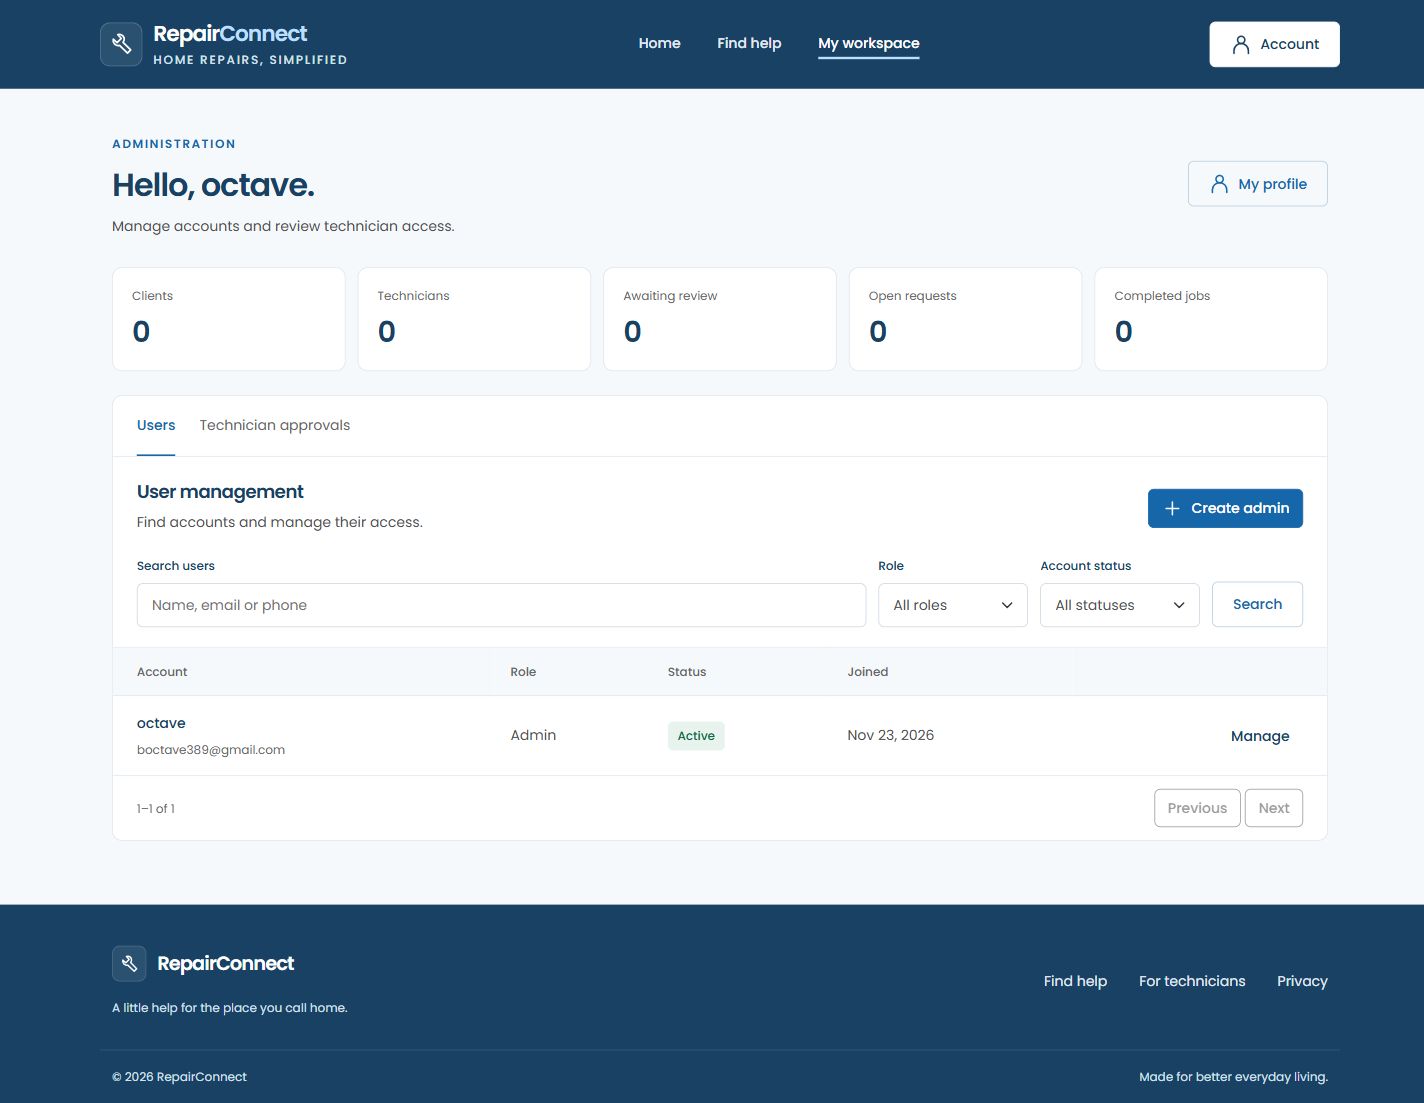 RepairConnect
HOME REPAIRS, SIMPLIFIED
Home
Find help
My workspace
Account
ADMINISTRATION
Hello, octave.
Manage accounts and review technician access.
My profile
Clients
0
Technicians
0
Awaiting review
0
Open requests
0
Completed jobs
0
Users
Technician approvals
User management
Find accounts and manage their access.
Create admin
Search users
Role
Account status
Name, email or phone
All roles
All statuses
Search
Account
Role
Status
Joined
octave
boctave389@gmail.com
Admin
Active
Nov 23, 2026
Manage
1–1 of 1
Previous
Next
RepairConnect
A little help for the place you call home.
Find help
For technicians
Privacy
© 2026 RepairConnect
Made for better everyday living.